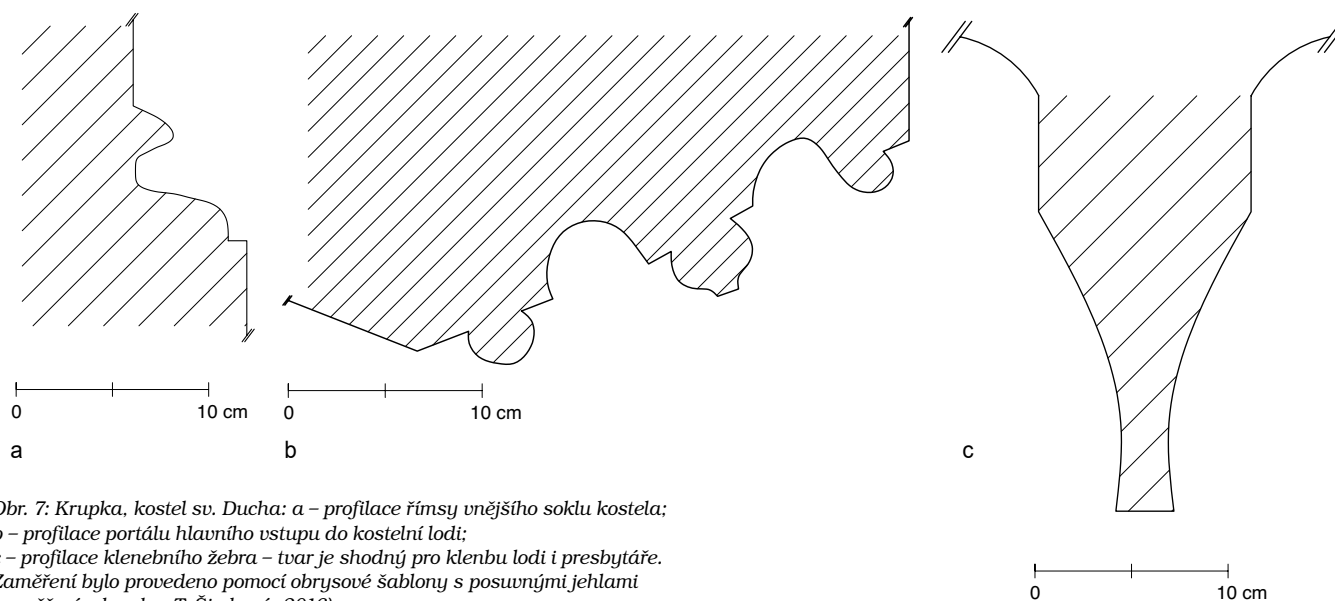 0 10 cm
a
0 10 cm
b
c
0 10 cm
Obr. 7: Krupka, kostel sv. Ducha: a – profilace římsy vnějšího soklu kostela;
– profilace portálu hlavního vstupu do kostelní lodi;
– profilace klenebního žebra – tvar je shodný pro klenbu lodi i presbytáře.
Zaměření bylo provedeno pomocí obrysové šablony s posuvnými jehlami